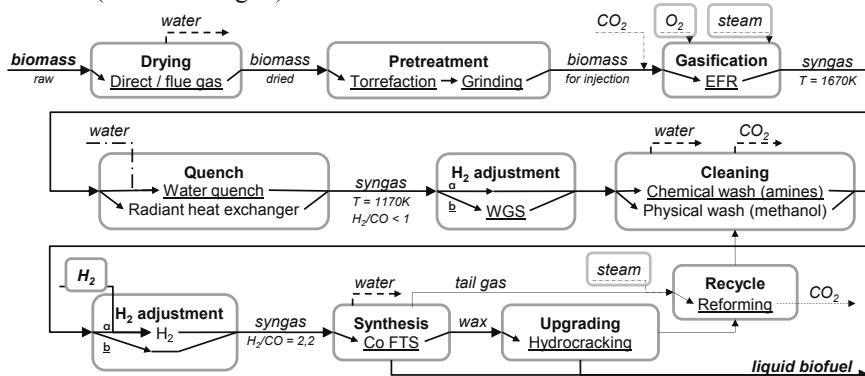 CO2 O2 steam
water
biomass Drying biomass Pretreatment biomass Gasification syngas
raw Direct / flue gas dried Torrefaction Grinding for injection EFR T = 1670K
water water CO2
Quench H2 adjustment Cleaning
Water quench syngas a Chemical wash (amines)
Radiant heat exchanger T = 1170K b WGS Physical wash (methanol)
H2/CO < 1
H2 water tail gas steam Recycle
Reforming CO2
H2 adjustment syngas Synthesis wax Upgrading
a H2 H2/CO = 2,2 Co FTS Hydrocracking
b
liquid biofuel